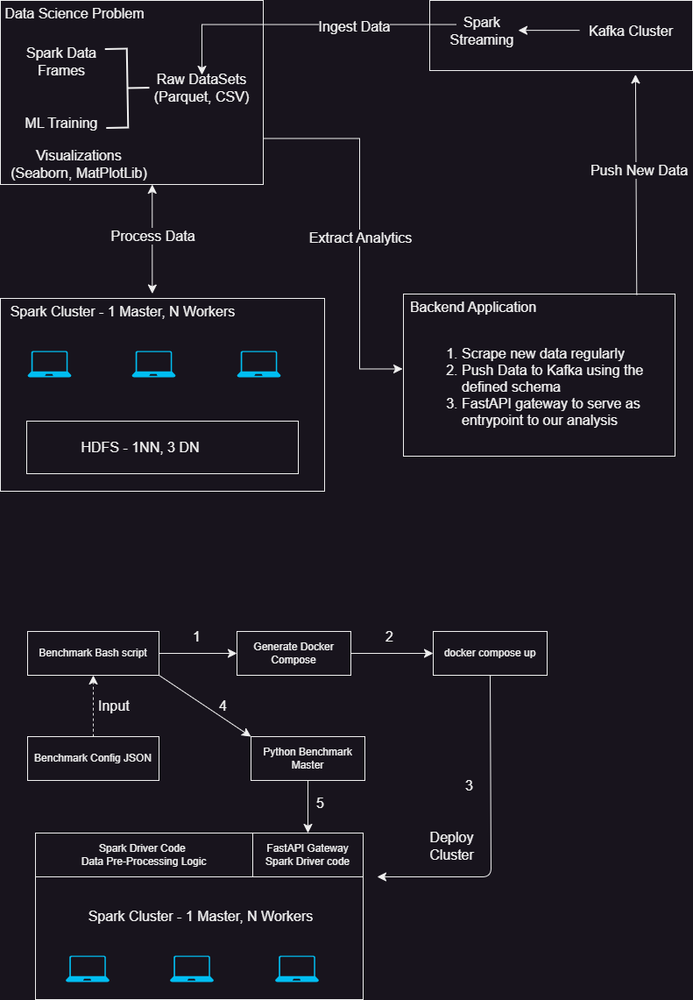 Data Science Problem
Spark Data
Frames
ML Training
Raw DataSets
(Parquet, CSV)
Visualizations
(Seaborn, MatPlotLib)
Ingest Data
Spark
Streaming
Kafka Cluster
Push New Data
Process Data
Extract Analytics
Spark Cluster - 1 Master, N Workers
HDFS - 1NN, 3 DN
Backend Application
1. Scrape new data regularly
2. Push Data to Kafka using the
defined schema
3. FastAPI gateway to serve as
entrypoint to our analysis
Benchmark Bash script
1
Generate Docker
Compose
2
docker compose up
Input
4
Benchmark Config JSON
Python Benchmark
Master
3
5
Deploy
Cluster
Spark Driver Code
Data Pre-Processing Logic
FastAPI Gateway
Spark Driver code
Spark Cluster - 1 Master, N Workers